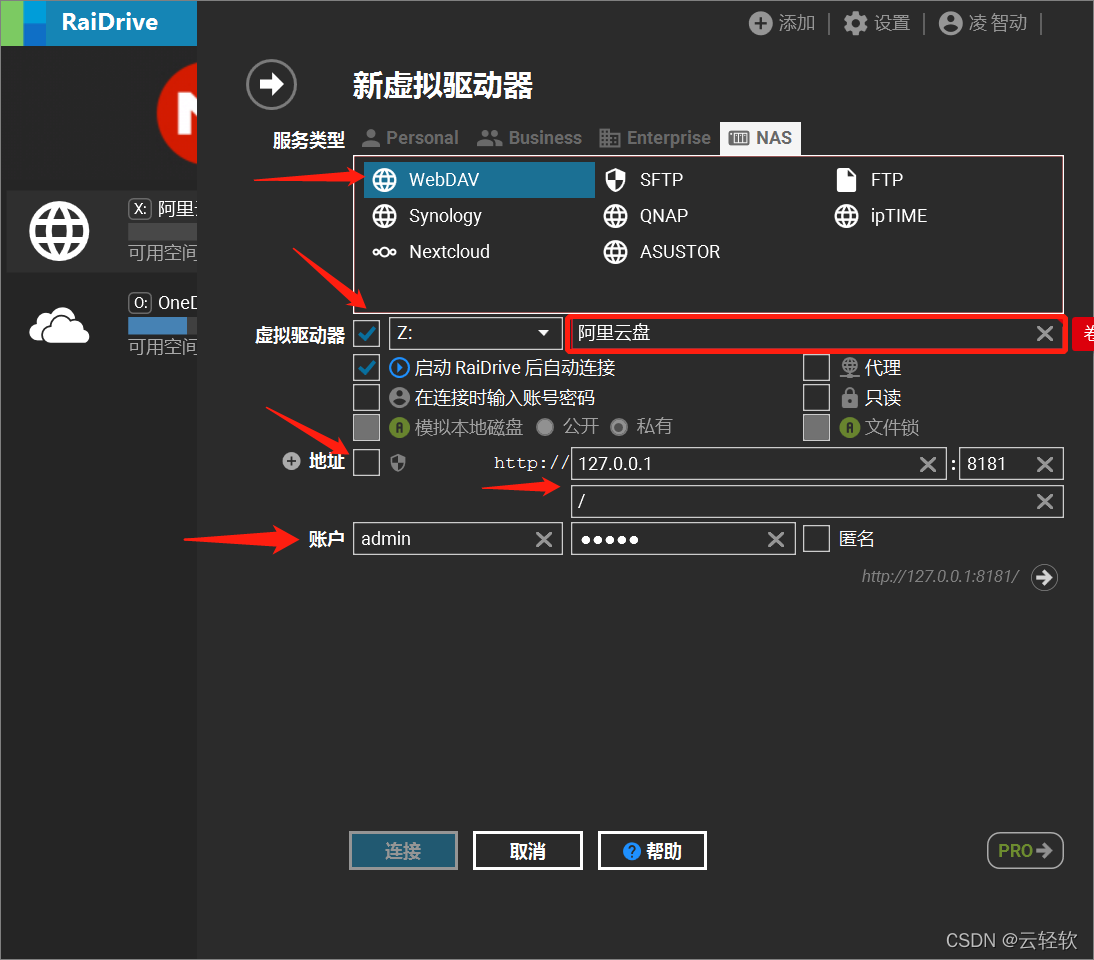 RaiDrive
添加 | 设置 | 凌智动 |
新虚拟驱动器
服务类型 Personal Business Enterprise NAS
WebDAV SFTP FTP
Synology QNAP ipTIME
Nextcloud ASUSTOR
X: 阿里
可用空间
O: OneD
可用空间
虚拟驱动器 Z: 阿里云盘 卷
启动 RaiDrive 后自动连接 代理
在连接时输入账号密码 只读
模拟本地磁盘 公开 私有 文件锁
地址 http:// 127.0.0.1 : 8181
/
账户 admin ●●●●● 匿名
http://127.0.0.1:8181/
连接 取消 ? 帮助 PRO
CSDN @云轻软